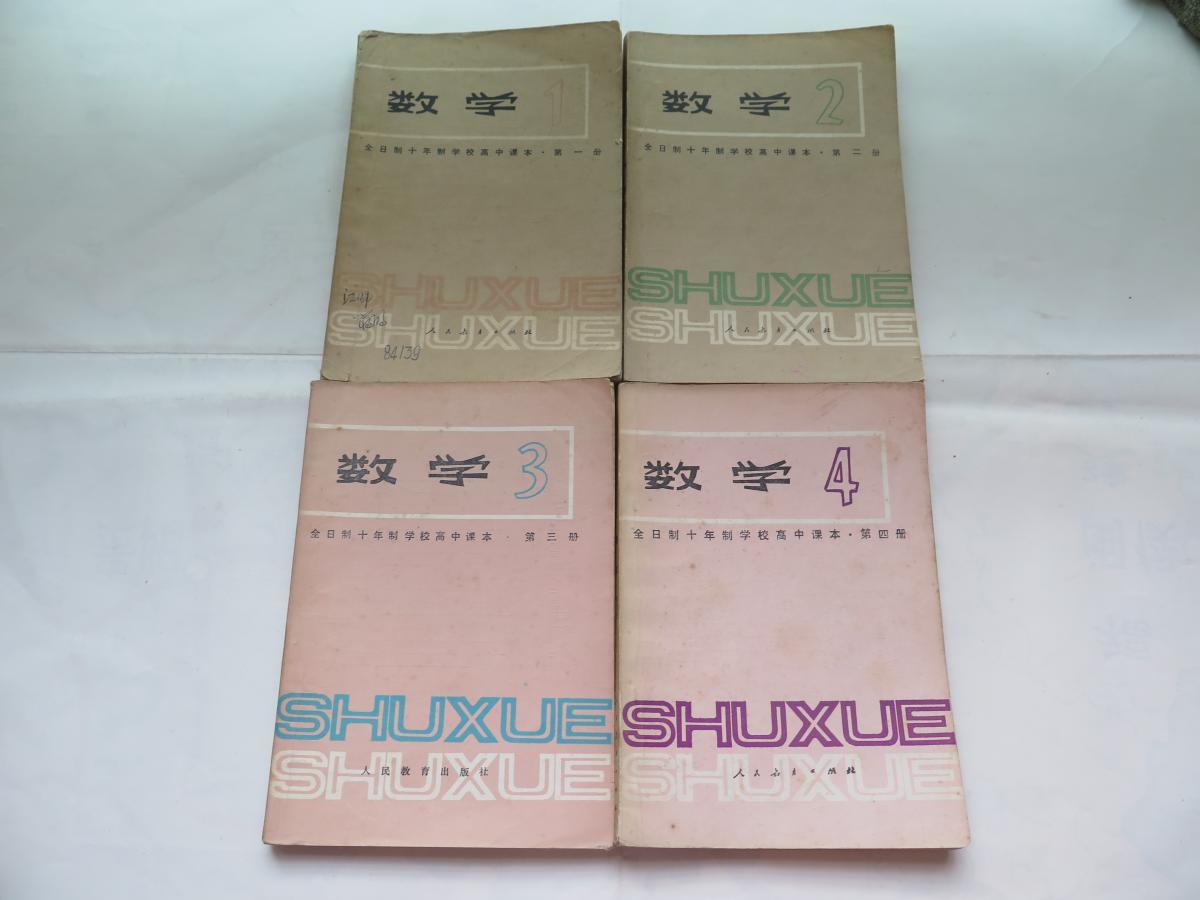 数学 1
全日制十年制学校高中课本·第一册
SHUXUE
SHUXUE
人民教育出版社
84139
数学 2
全日制十年制学校高中课本·第二册
SHUXUE
SHUXUE
人民教育出版社
数学 3
全日制十年制学校高中课本·第三册
SHUXUE
SHUXUE
人民教育出版社
数学 4
全日制十年制学校高中课本·第四册
SHUXUE
SHUXUE
人民教育出版社